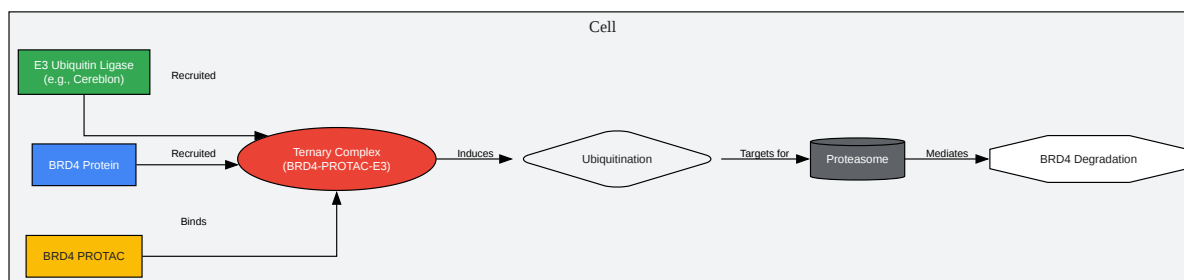 Cell
E3 Ubiquitin Ligase
(e.g., Cereblon)
Recruited
BRD4 Protein
Recruited
Ternary Complex
(BRD4-PROTAC-E3)
Induces
Ubiquitination
Targets for
Proteasome
Mediates
BRD4 Degradation
Binds
BRD4 PROTAC